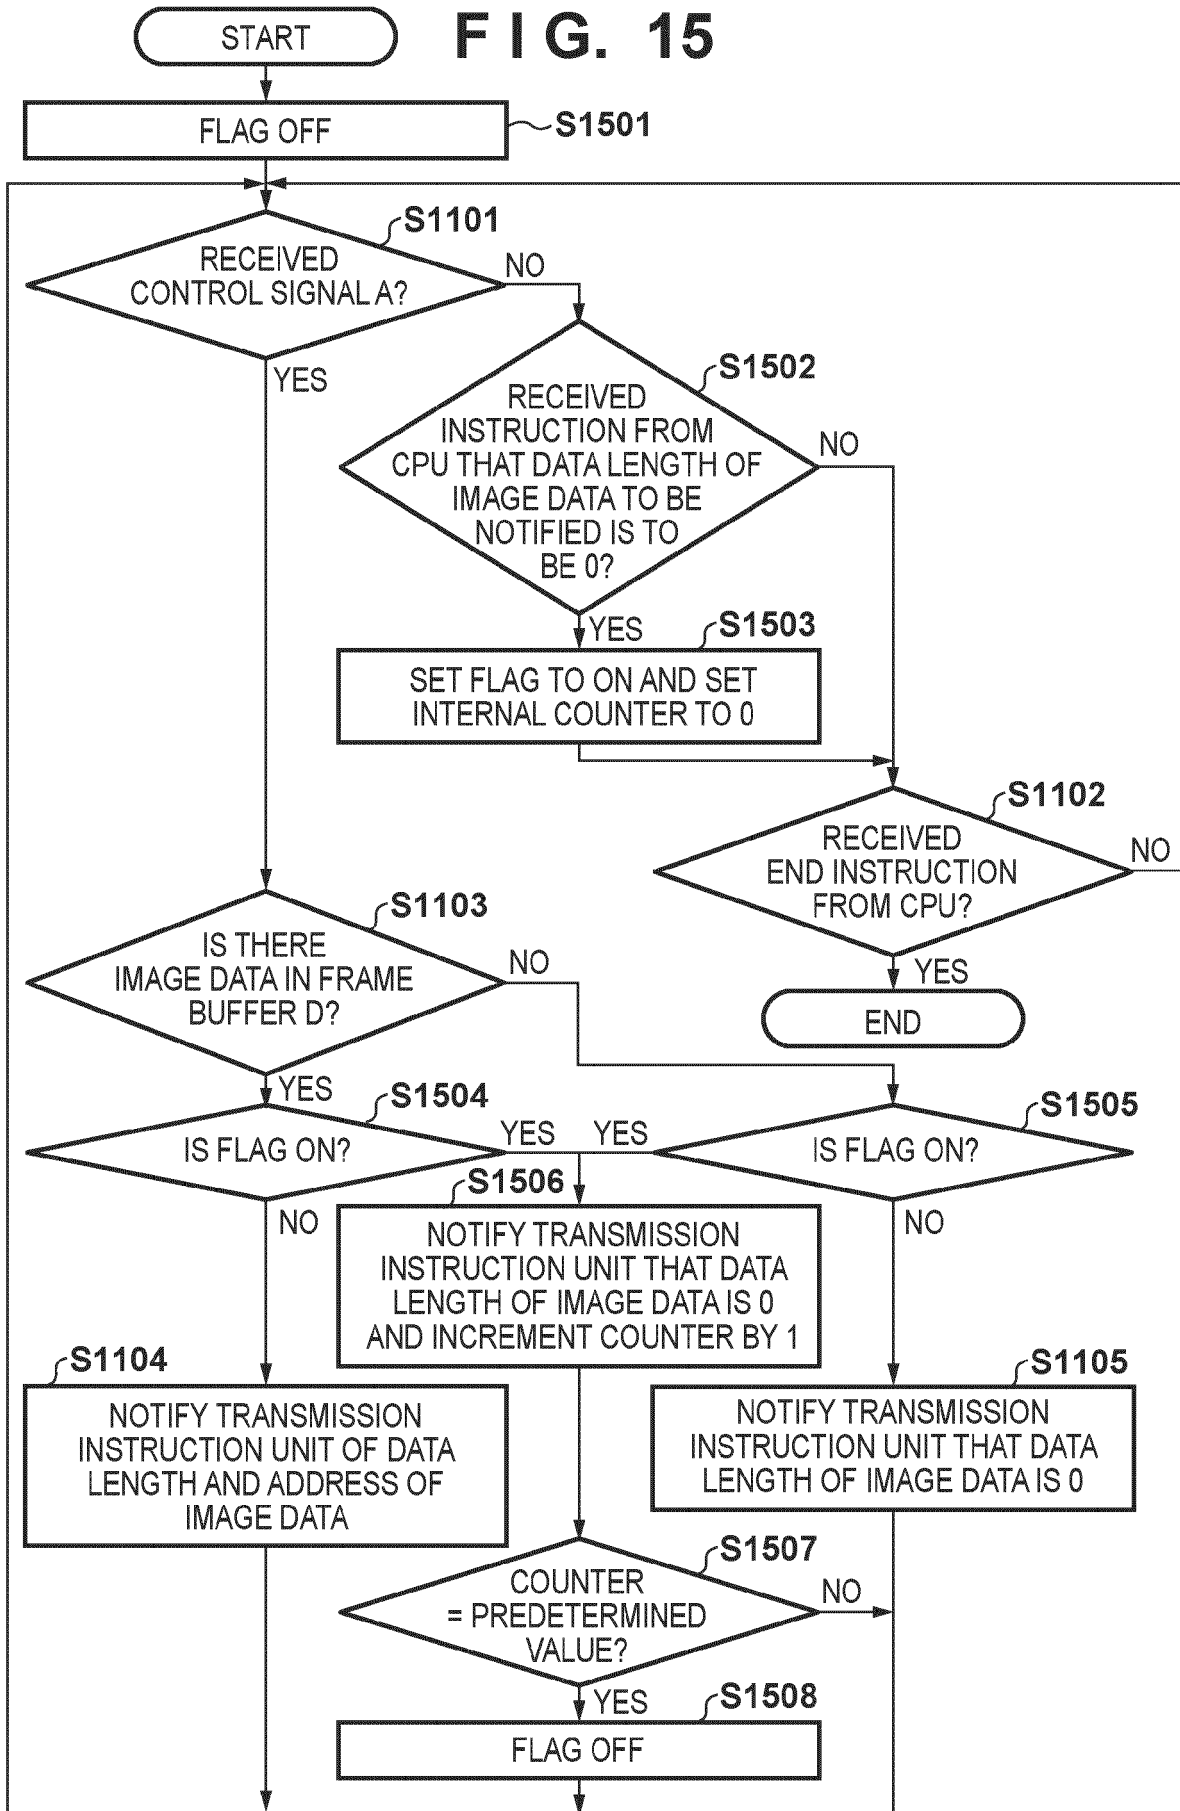 START
F I G. 15
FLAG OFF
S1501
S1101
RECEIVED
CONTROL SIGNAL A?
NO
YES
S1502
RECEIVED
INSTRUCTION FROM
CPU THAT DATA LENGTH OF
IMAGE DATA TO BE
NOTIFIED IS TO
BE 0?
NO
YES
S1503
SET FLAG TO ON AND SET
INTERNAL COUNTER TO 0
S1102
RECEIVED
END INSTRUCTION
FROM CPU?
NO
YES
END
S1103
IS THERE
IMAGE DATA IN FRAME
BUFFER D?
NO
YES
S1504
IS FLAG ON?
YES
NO
S1505
IS FLAG ON?
YES
NO
S1506
NOTIFY TRANSMISSION
INSTRUCTION UNIT THAT DATA
LENGTH OF IMAGE DATA IS 0
AND INCREMENT COUNTER BY 1
S1104
NOTIFY TRANSMISSION
INSTRUCTION UNIT OF DATA
LENGTH AND ADDRESS OF
IMAGE DATA
S1105
NOTIFY TRANSMISSION
INSTRUCTION UNIT THAT DATA
LENGTH OF IMAGE DATA IS 0
S1507
COUNTER
= PREDETERMINED
VALUE?
NO
YES
S1508
FLAG OFF